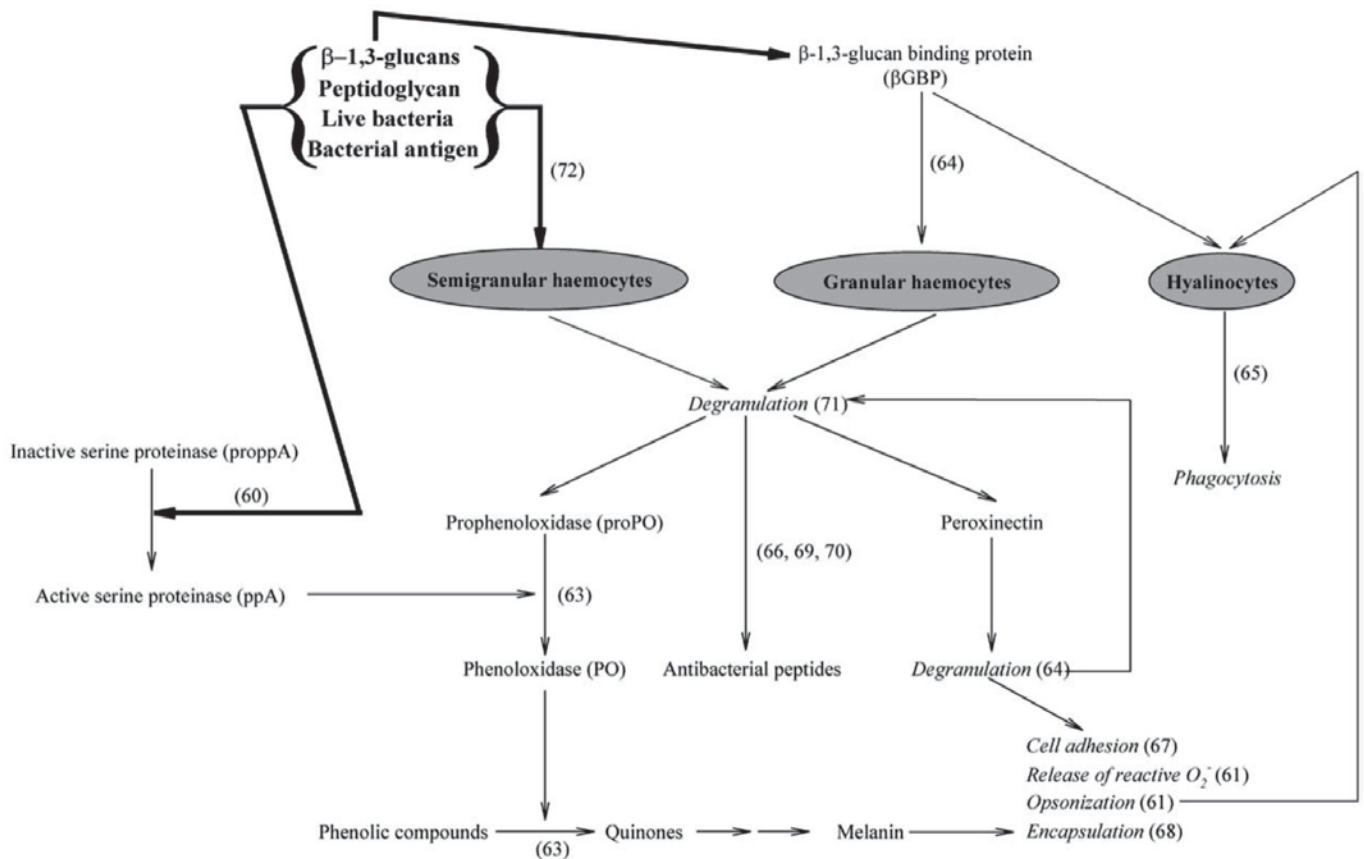 β–1,3-glucans
Peptidoglycan
Live bacteria
Bacterial antigen
β-1,3-glucan binding protein
(βGBP)
(72)
(64)
Semigranular haemocytes
Granular haemocytes
Hyalinocytes
(65)
Degranulation (71)
Inactive serine proteinase (proppA)
Phagocytosis
(60)
Prophenoloxidase (proPO)
Peroxinectin
(66, 69, 70)
Active serine proteinase (ppA)
(63)
Phenoloxidase (PO)
Antibacterial peptides
Degranulation (64)
Cell adhesion (67)
Release of reactive O₂⁻ (61)
Opsonization (61)
Phenolic compounds
(63)
Quinones
Melanin
Encapsulation (68)